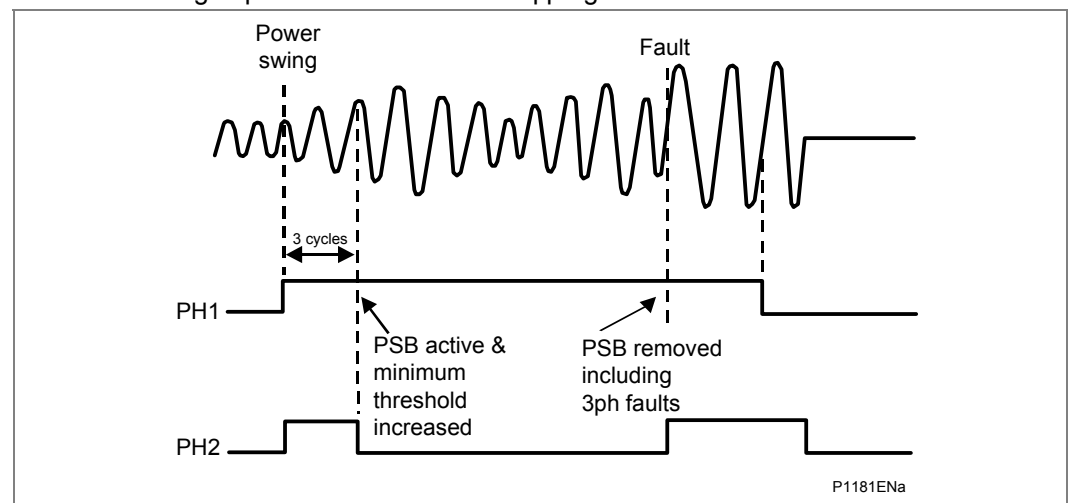 Power
swing
Fault
3 cycles
PH1
PSB active &
minimum
threshold
increased
PSB removed
including
3ph faults
PH2
P1181ENa